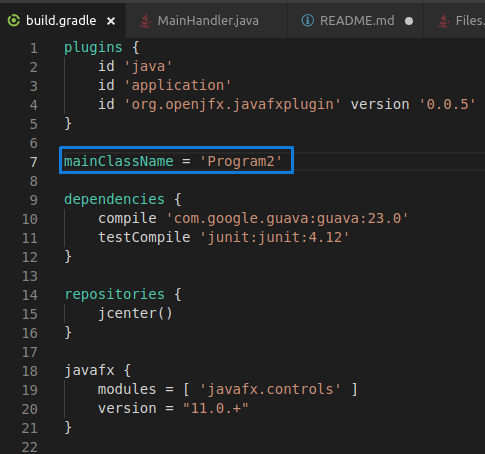 build.gradle × MainHandler.java README.md Files.
1 plugins {
2     id 'java'
3     id 'application'
4     id 'org.openjfx.javafxplugin' version '0.0.5'
5 }
6
7 mainClassName = 'Program2'
8
9 dependencies {
10     compile 'com.google.guava:guava:23.0'
11     testCompile 'junit:junit:4.12'
12 }
13
14 repositories {
15     jcenter()
16 }
17
18 javafx {
19     modules = [ 'javafx.controls' ]
20     version = "11.0.+"
21 }
22